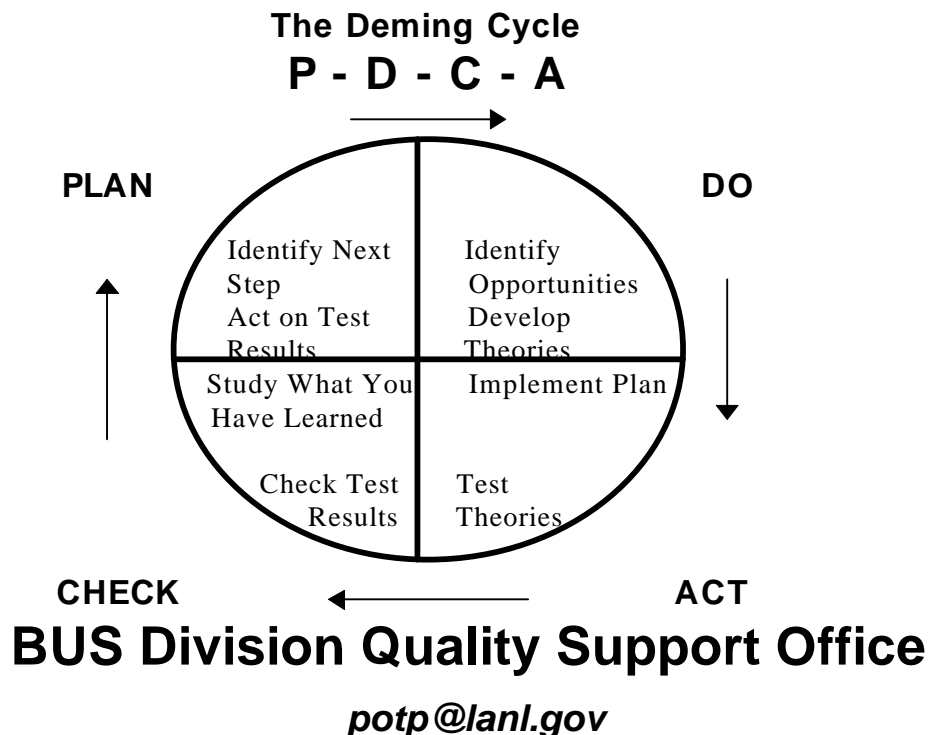 The Deming Cycle
P - D - C - A
PLAN
DO
Identify Next
Step
Act on Test
Results
Identify
Opportunities
Develop
Theories
Study What You
Have Learned
Check Test
Results
Implement Plan
Test
Theories
CHECK
ACT
BUS Division Quality Support Office
potp@lanl.gov